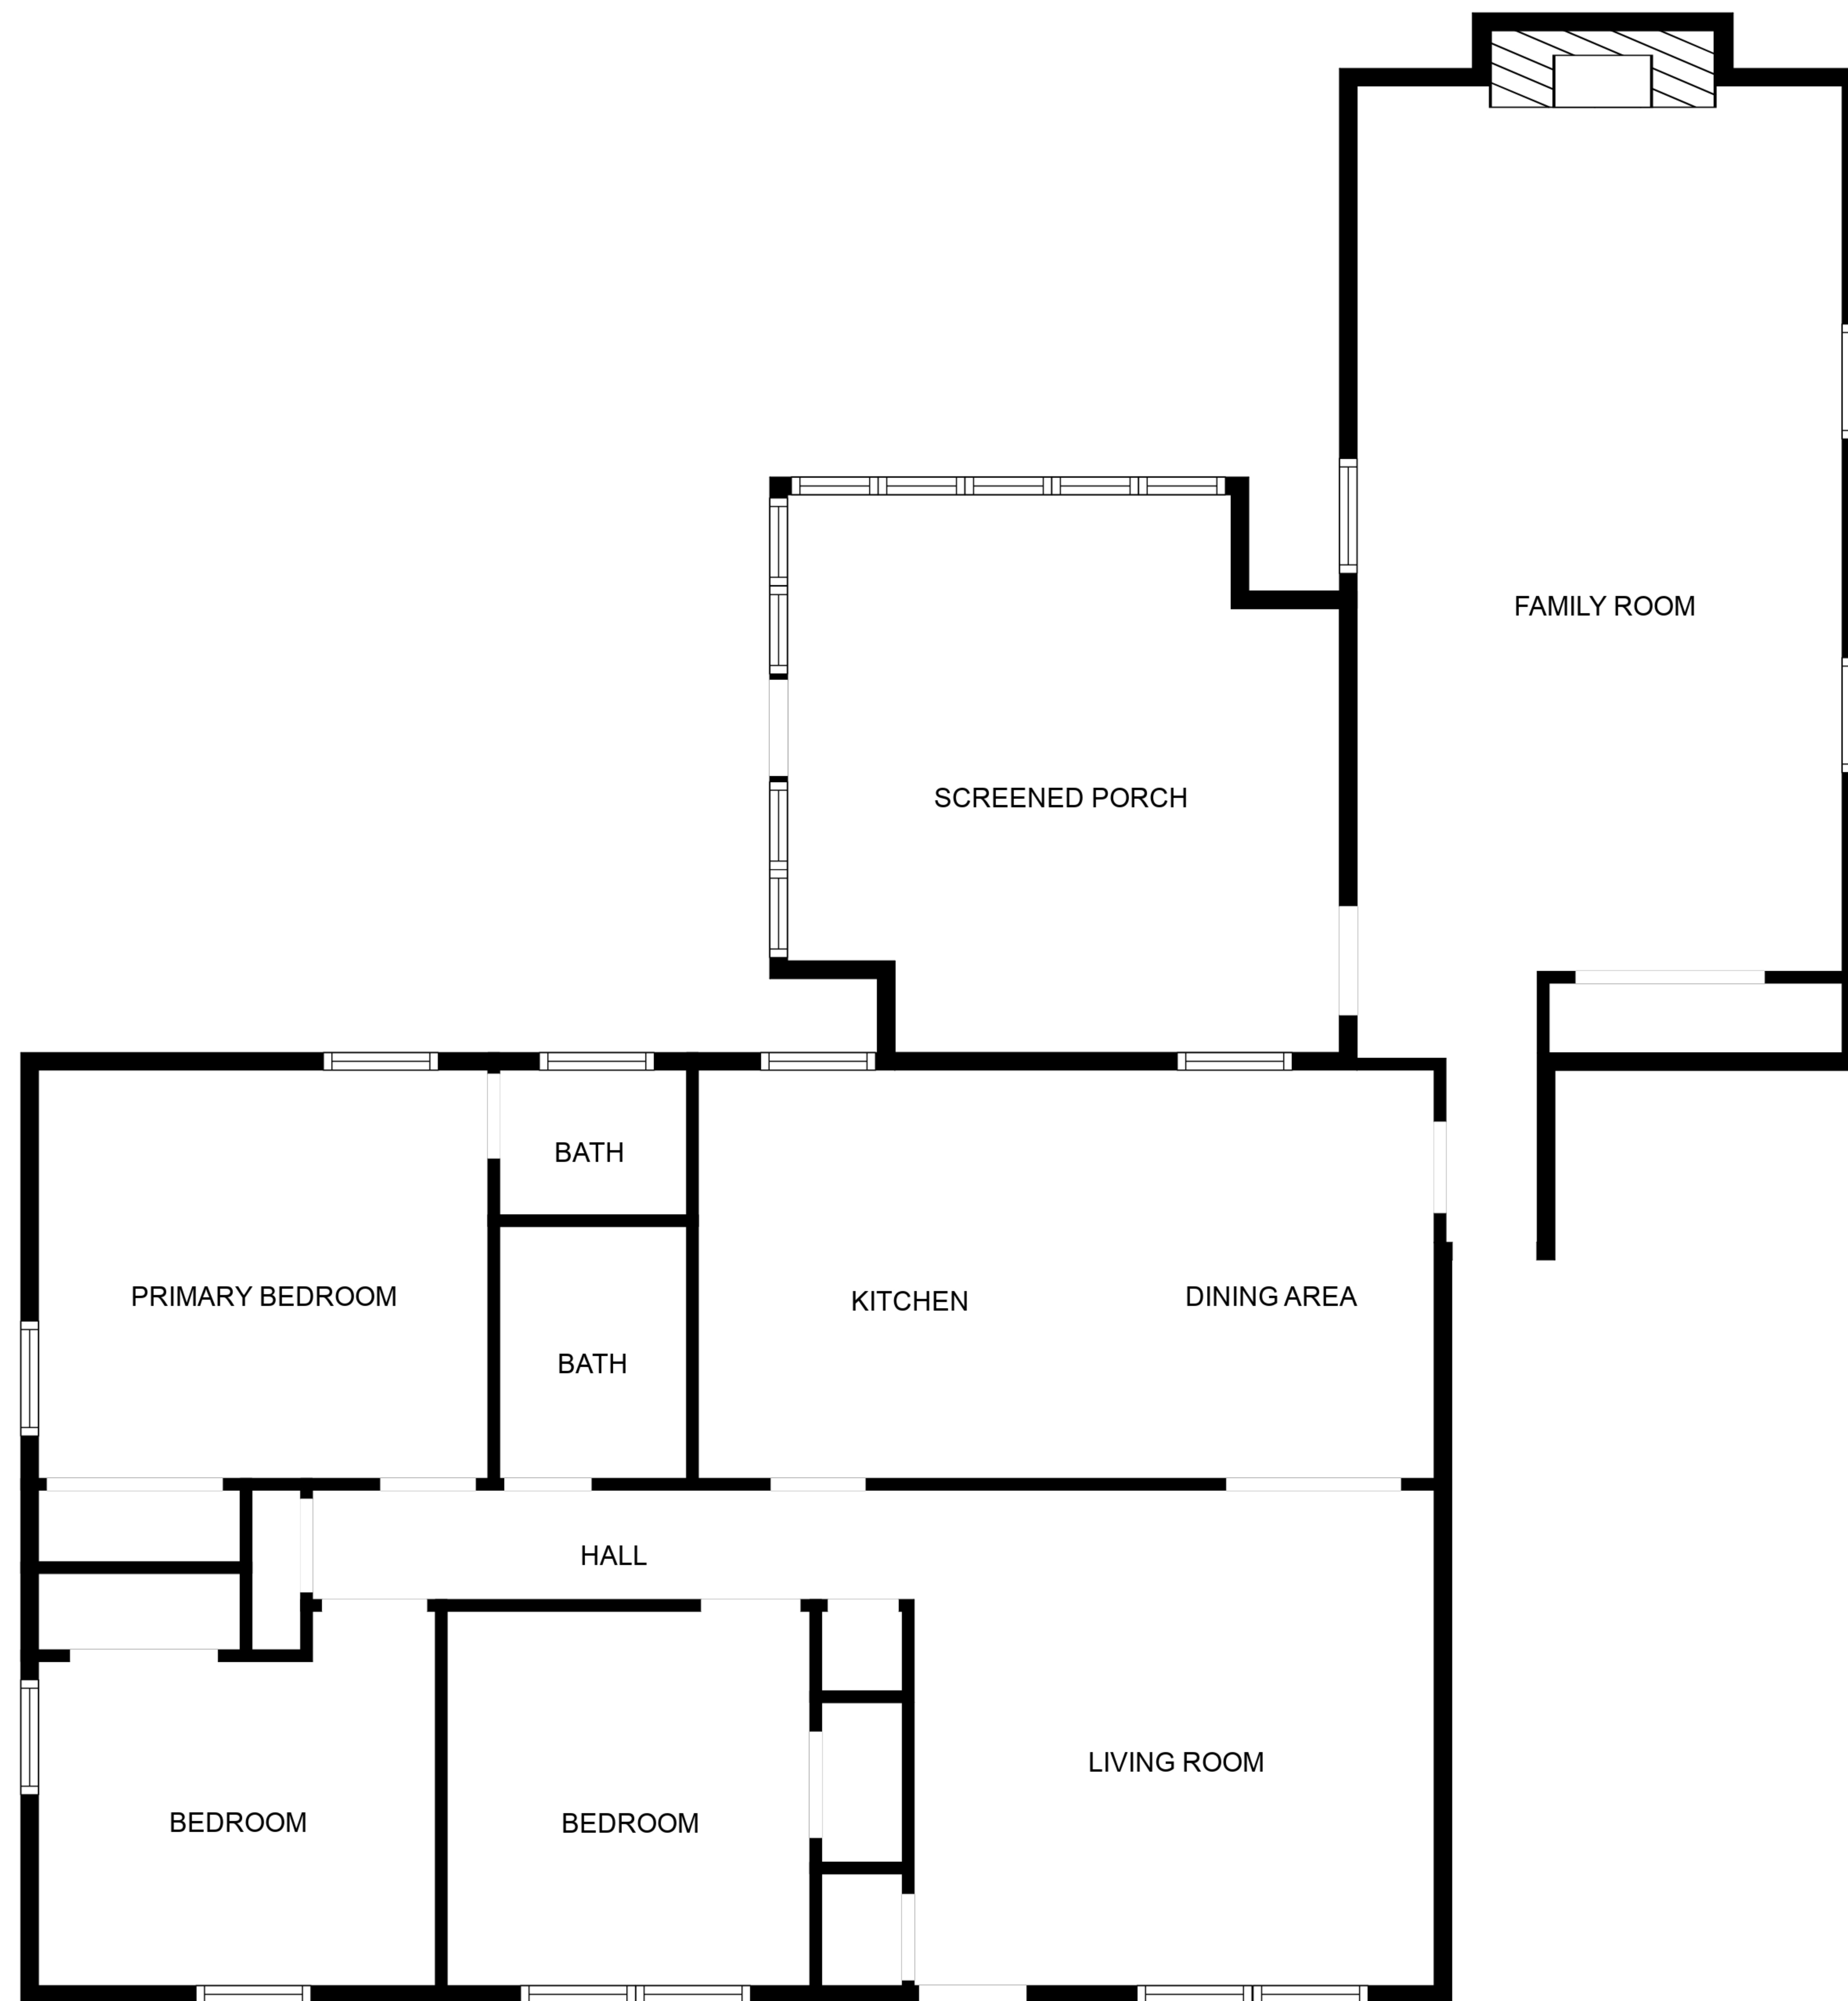 FAMILY ROOM
SCREENED PORCH
BATH
PRIMARY BEDROOM
KITCHEN
DINING AREA
BATH
HALL
LIVING ROOM
BEDROOM
BEDROOM